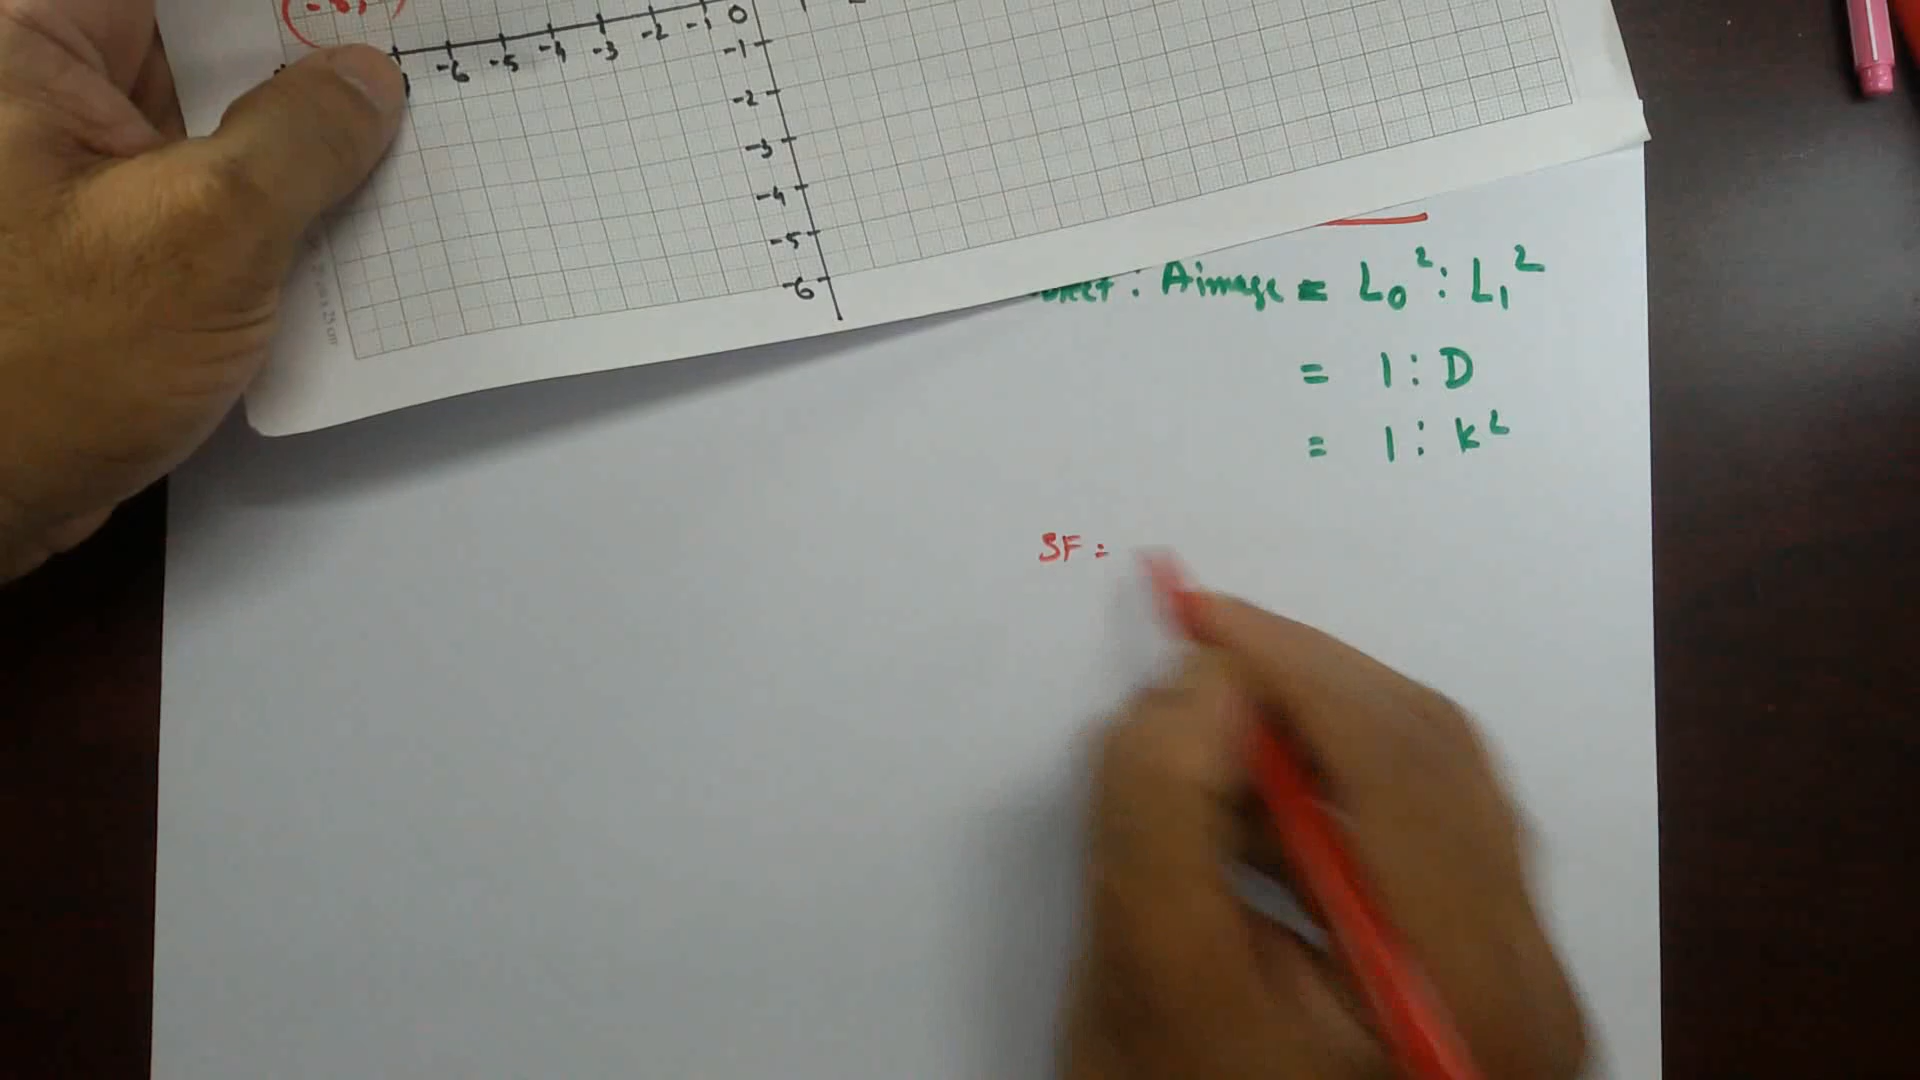 -6 -5 -4 -3 -2 -1 0
-1
-2
-3
-4
-5
-6
: Aimage = L₀² : L₁²
= 1 : D
= 1 : k²
SF =